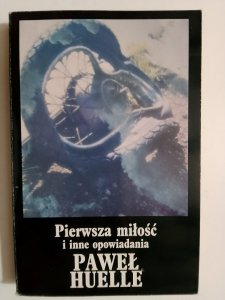 Pierwsza miłość
i inne opowiadania
PAWEŁ
HUELLE